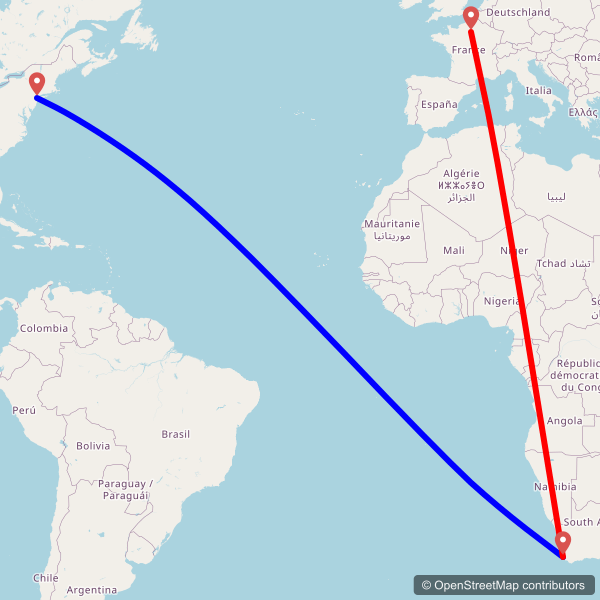 Deutschland
France
Româ
Italia
España
Ελλάς
Algérie
ⵍⵣⵣⴰⵢⴻⵔ
الجزائر
ليبيا
Mauritanie
موريتانيا
Mali
Niger
Tchad تشاد
Nigeria
Colombia
République
démocratique
du Congo
Perú
Brasil
Angola
Bolivia
Paraguay /
Paraguái
Namibia
South A
Chile
Argentina
© OpenStreetMap contributors